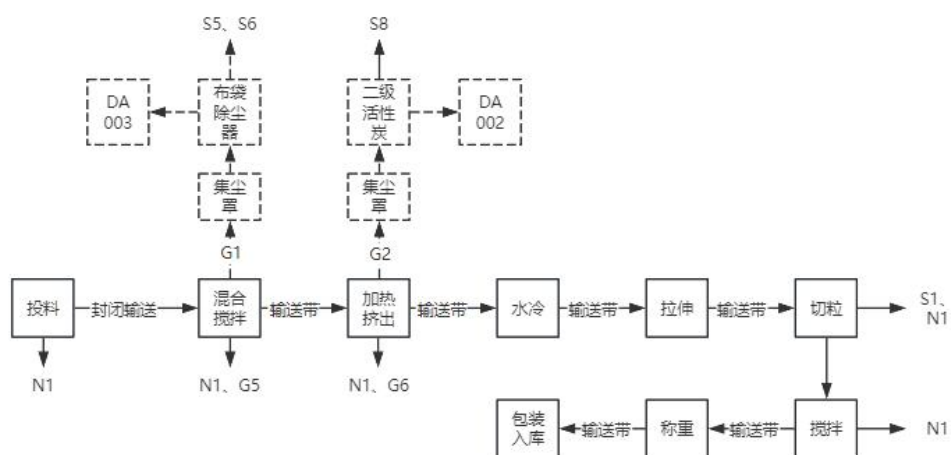 S5、S6
S8
DA
003
布袋
除尘
器
二级
活性
炭
DA
002
集尘
罩
集尘
罩
G1
G2
投料
封闭输送
混合
搅拌
输送带
加热
挤出
输送带
水冷
输送带
拉伸
输送带
切粒
S1、
N1
N1
N1、G5
N1、G6
包装
入库
输送带
称重
输送带
搅拌
N1